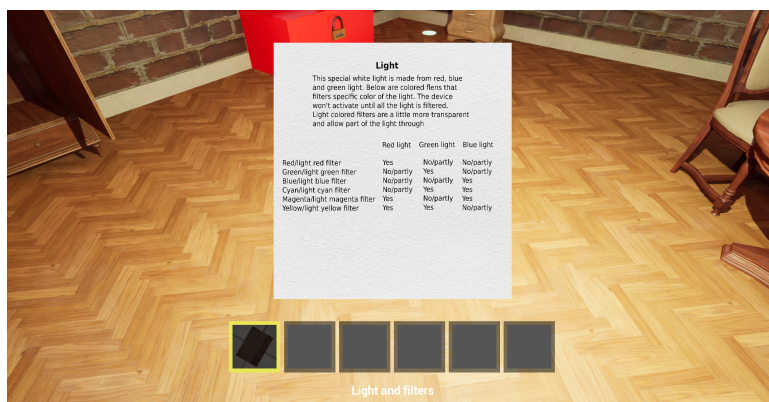 Light
This special white light is made from red, blue
and green light. Below are colored flens that
filters specific color of the light. The device
won't activate until all the light is filtered.
Light colored filters are a little more transparent
and allow part of the light through
Red light Green light Blue light
Red/light red filter Yes No/partly No/partly
Green/light green filter No/partly Yes No/partly
Blue/light blue filter No/partly No/partly Yes
Cyan/light cyan filter No/partly Yes Yes
Magenta/light magenta filter Yes No/partly Yes
Yellow/light yellow filter Yes Yes No/partly
Light and filters